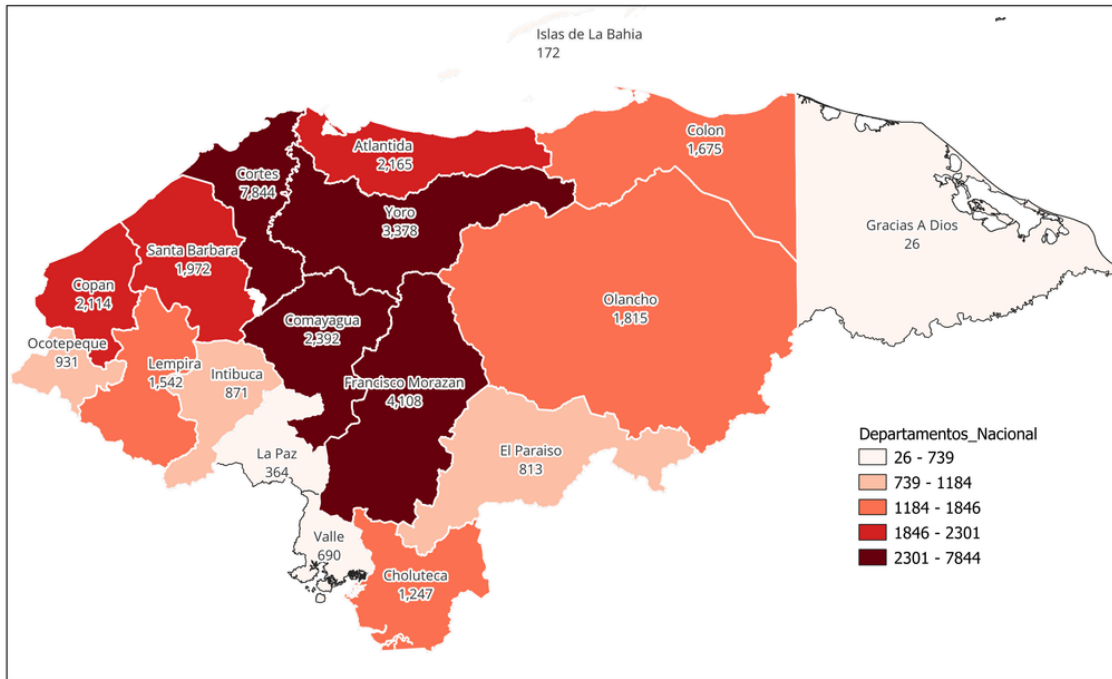 Islas de La Bahia
172
Colon
1,675
Atlantida
2,165
Cortes
7,844
Yoro
3,378
Gracias A Dios
26
Santa Barbara
1,972
Copan
2,114
Olancho
1,815
Comayagua
2,392
Ocotepeque
931
Lempira
1,542
Intibuca
871
Francisco Morazan
4,108
La Paz
364
El Paraiso
813
Valle
690
Choluteca
1,247
Departamentos_Nacional
26 - 739
739 - 1184
1184 - 1846
1846 - 2301
2301 - 7844